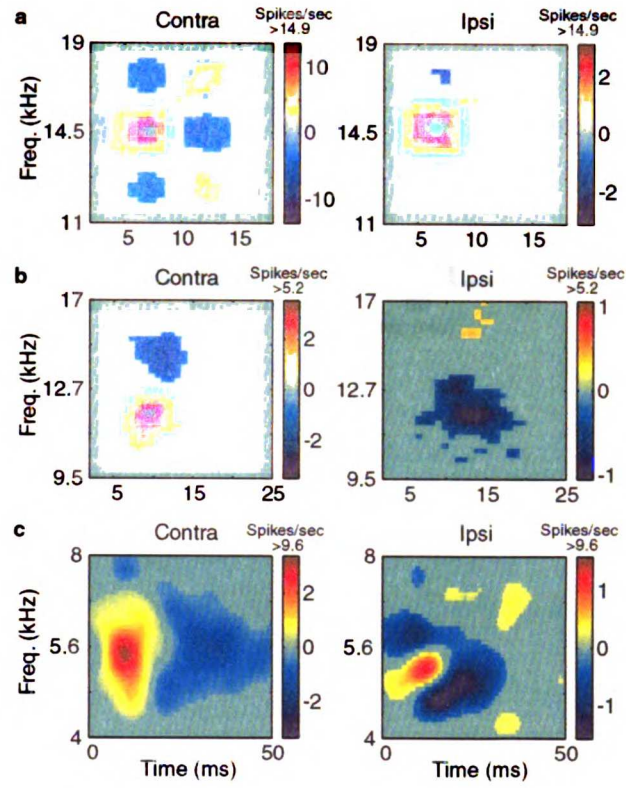 a Contra Spikes/sec >14.9 Ipsi Spikes/sec >14.9
19 10 19 2
Freq. (kHz) 14.5 0 14.5 0
-10 -2
11 11
5 10 15 5 10 15
b Contra Spikes/sec >5.2 Ipsi Spikes/sec >5.2
17 2 17 1
Freq. (kHz) 12.7 0 12.7 0
-2
9.5 9.5 -1
5 15 25 5 15 25
c Contra Spikes/sec >9.6 Ipsi Spikes/sec >9.6
8 2 8 1
Freq. (kHz) 5.6 0 5.6 0
-2 -1
4 4
0 50 0 50
Time (ms) Time (ms)